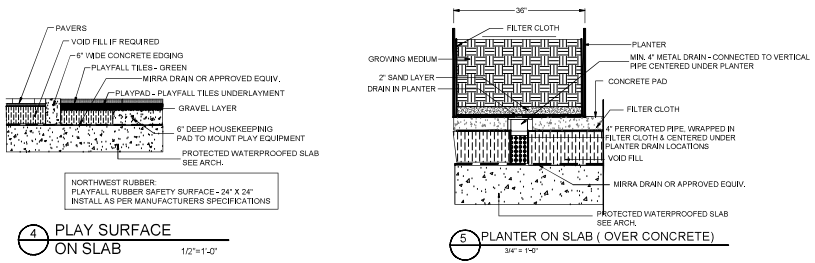 PAVERS
VOID FILL IF REQUIRED
6" WIDE CONCRETE EDGING
PLAYFALL TILES - GREEN
MIRRA DRAIN OR APPROVED EQUIV.
PLAYPAD - PLAYFALL TILES UNDERLAYMENT
GRAVEL LAYER
6" DEEP HOUSEKEEPING
PAD TO MOUNT PLAY EQUIPMENT
PROTECTED WATERPROOFED SLAB
SEE ARCH.
NORTHWEST RUBBER:
PLAYFALL RUBBER SAFETY SURFACE - 24" X 24"
INSTALL AS PER MANUFACTURERS SPECIFICATIONS
4
PLAY SURFACE
ON SLAB
1/2"=1'-0"
36"
FILTER CLOTH
PLANTER
GROWING MEDIUM
MIN. 4" METAL DRAIN - CONNECTED TO VERTICAL
PIPE CENTERED UNDER PLANTER
2" SAND LAYER
CONCRETE PAD
DRAIN IN PLANTER
FILTER CLOTH
4" PERFORATED PIPE, WRAPPED IN
FILTER CLOTH & CENTERED UNDER
PLANTER DRAIN LOCATIONS
VOID FILL
MIRRA DRAIN OR APPROVED EQUIV.
PROTECTED WATERPROOFED SLAB
SEE ARCH.
5
PLANTER ON SLAB ( OVER CONCRETE)
3/4" = 1'-0"